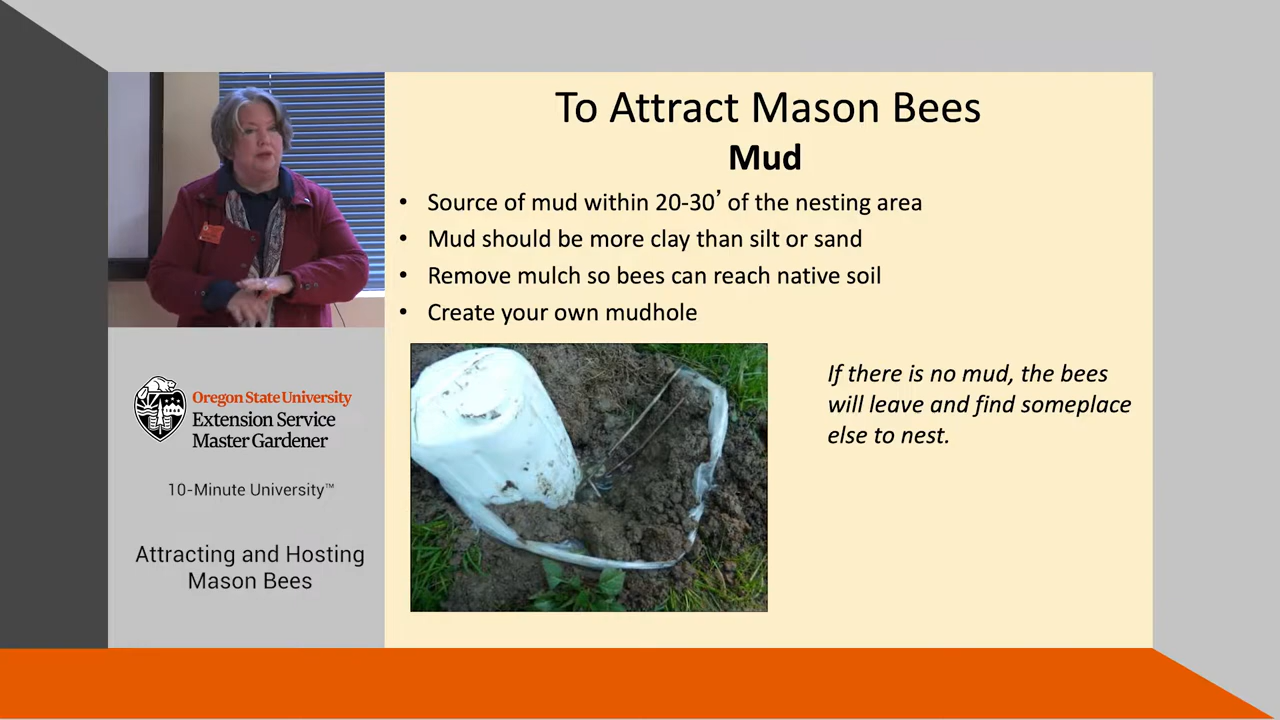 To Attract Mason Bees
Mud
• Source of mud within 20-30’ of the nesting area
• Mud should be more clay than silt or sand
• Remove mulch so bees can reach native soil
• Create your own mudhole
If there is no mud, the bees
will leave and find someplace
else to nest.
Oregon State University
Extension Service
Master Gardener
10-Minute University™
Attracting and Hosting
Mason Bees